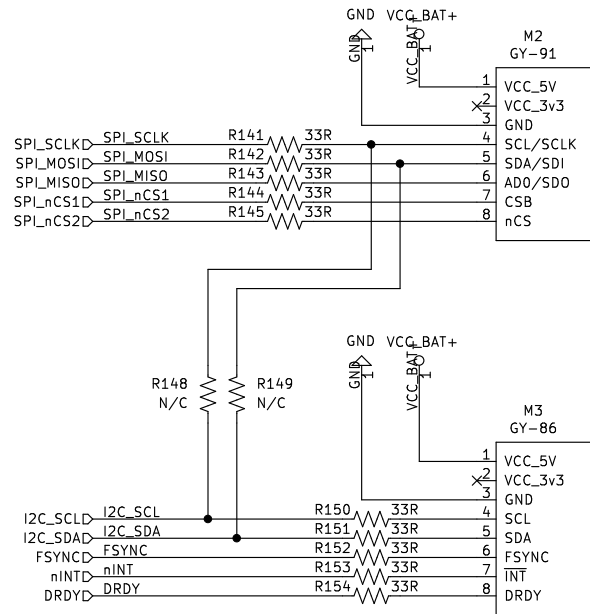 GND VCC_BAT+
GND
1
VCC_BAT+
1
M2
GY-91
1 VCC_5V
2 VCC_3v3
3 GND
SPI_SCLK SPI_SCLK R141 33R 4 SCL/SCLK
SPI_MOSI SPI_MOSI R142 33R 5 SDA/SDI
SPI_MISO SPI_MISO R143 33R 6 ADO/SDO
SPI_nCS1 SPI_nCS1 R144 33R 7 CSB
SPI_nCS2 SPI_nCS2 R145 33R 8 nCS
GND VCC_BAT+
GND
1
VCC_BAT+
1
R148 R149
N/C N/C
M3
GY-86
1 VCC_5V
2 VCC_3v3
3 GND
I2C_SCL I2C_SCL R150 33R 4 SCL
I2C_SDA I2C_SDA R151 33R 5 SDA
FSYNC FSYNC R152 33R 6 FSYNC
nINT nINT R153 33R 7 INT
DRDY DRDY R154 33R 8 DRDY